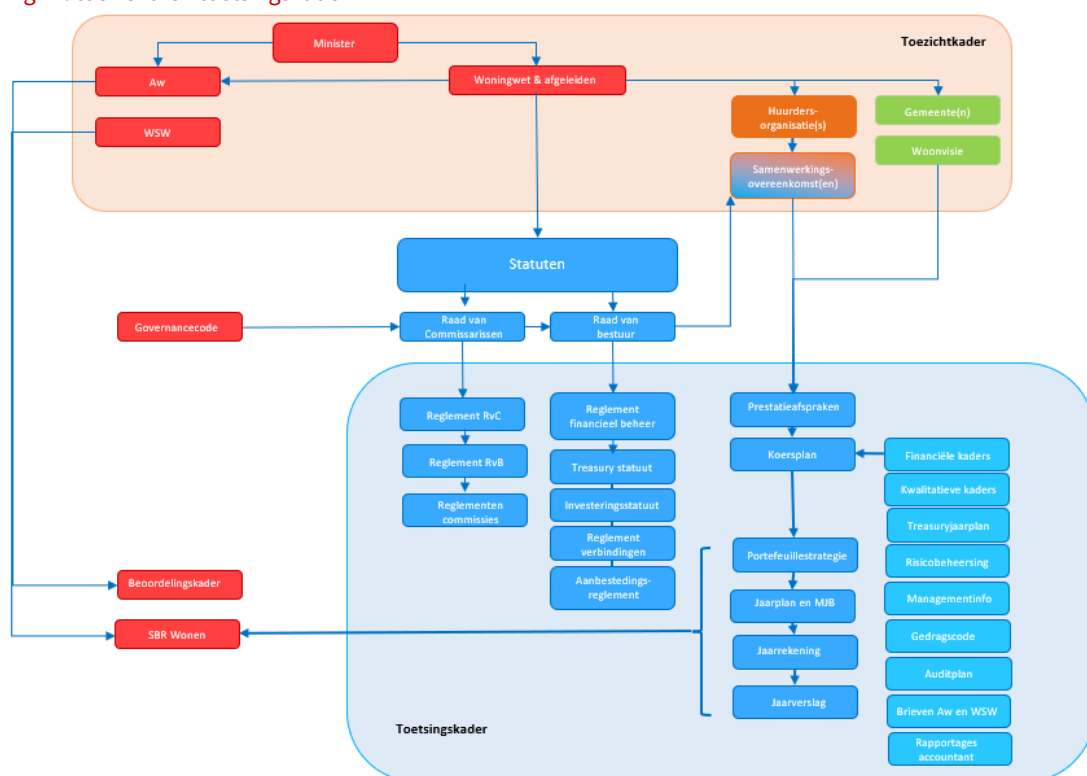 Minister
Toezichtkader
Aw
Woningwet & afgeleiden
WSW
Huurders-
organisatie(s)
Gemeente(n)
Woonvisie
Samenwerkings-
overeenkomst(en)
Statuten
Governancecode
Raad van
Commissarissen
Raad van
bestuur
Reglement RvC
Reglement RvB
Reglementen
commissies
Reglement
financieel beheer
Treasury statuut
Investeringsstatuut
Reglement
verbindingen
Aanbestedings-
reglement
Prestatieafspraken
Koersplan
Portefeuillestrategie
Jaarplan en MJB
Jaarrekening
Jaarverslag
Financiële kaders
Kwalitatieve kaders
Treasuryjaarplan
Risicobeheersing
Managementinfo
Gedragscode
Auditplan
Brieven Aw en WSW
Rapportages
accountant
Beoordelingskader
SBR Wonen
Toetsingskader